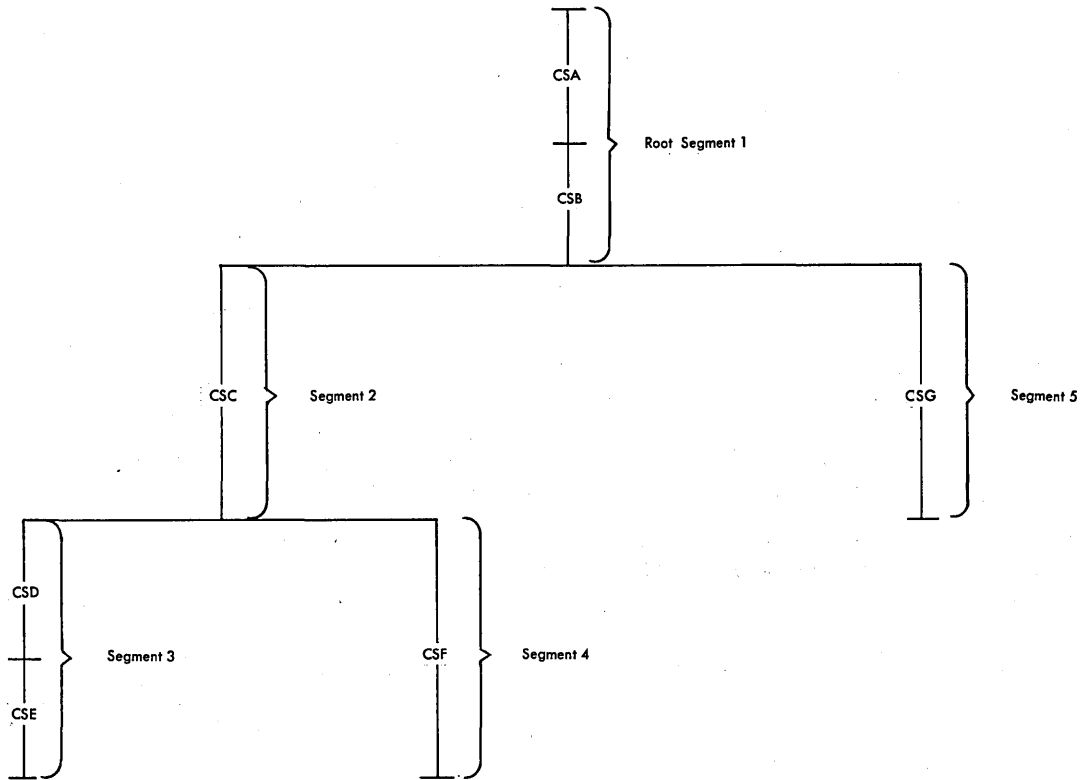 CSA
Root Segment 1
CSB
CSC
Segment 2
CSG
Segment 5
CSD
Segment 3
CSE
CSF
Segment 4